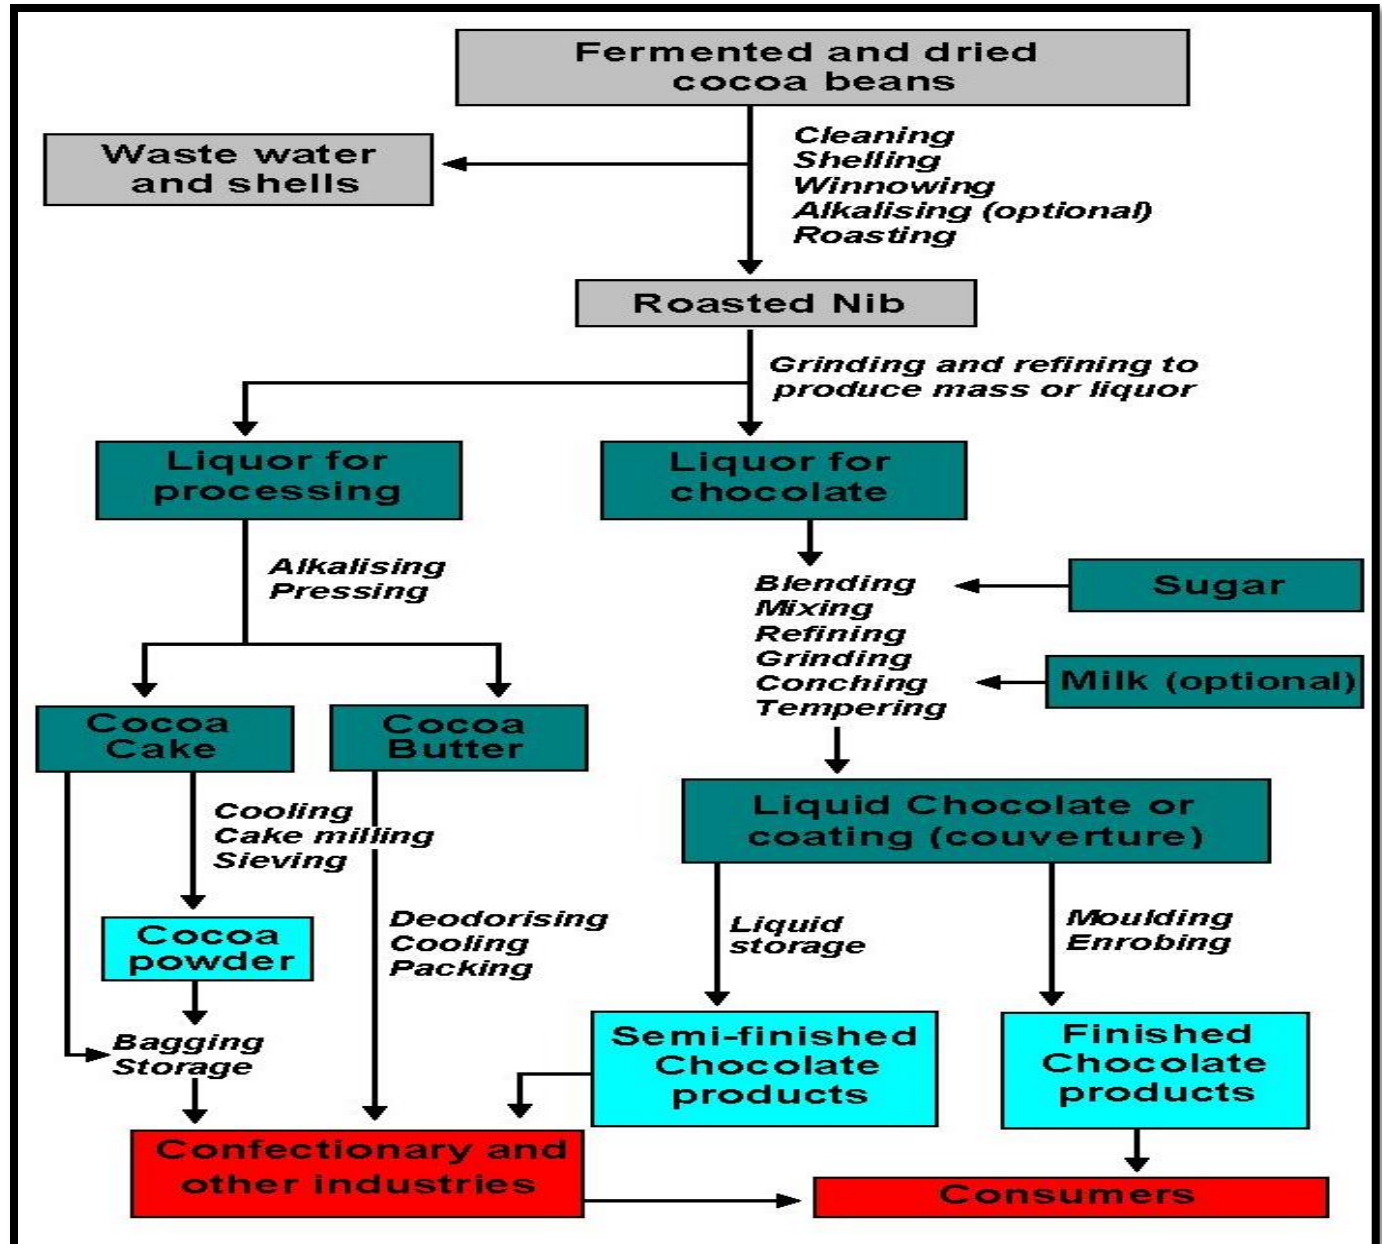 Fermented and dried
cocoa beans
Cleaning
Shelling
Winnowing
Alkalising (optional)
Roasting
Waste water
and shells
Roasted Nib
Grinding and refining to
produce mass or liquor
Liquor for
processing
Liquor for
chocolate
Alkalising
Pressing
Blending
Mixing
Refining
Grinding
Conching
Tempering
Sugar
Milk (optional)
Cocoa
Cake
Cocoa
Butter
Liquid Chocolate or
coating (couverture)
Cooling
Cake milling
Sieving
Cocoa
powder
Deodorising
Cooling
Packing
Liquid
storage
Moulding
Enrobing
Bagging
Storage
Semi-finished
Chocolate
products
Finished
Chocolate
products
Confectionary and
other industries
Consumers